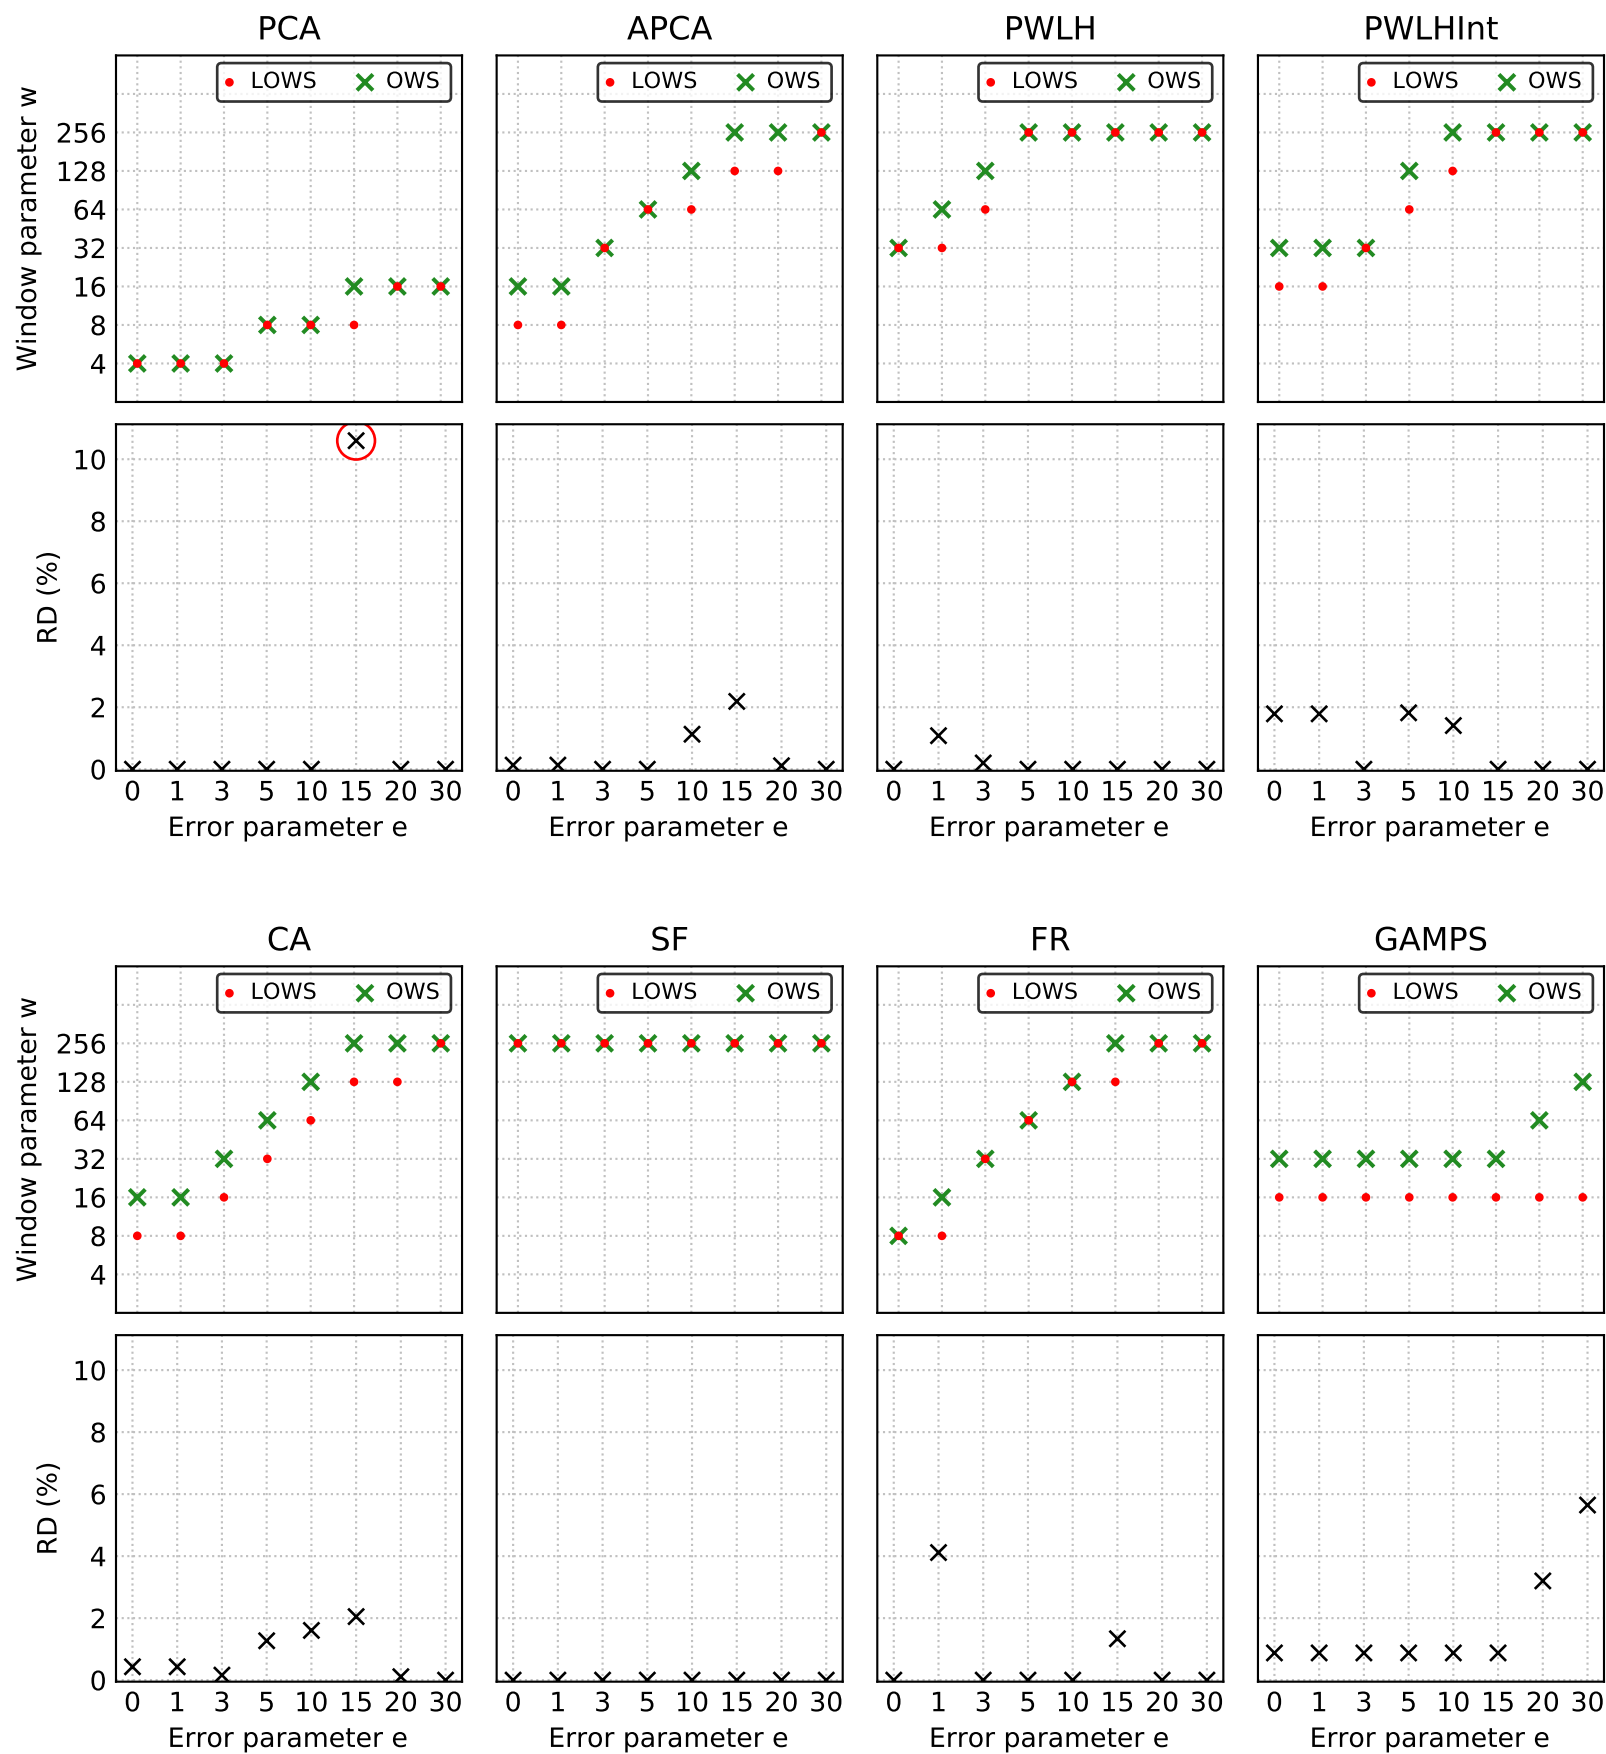 PCA APCA PWLH PWLHInt
LOWS OWS LOWS OWS LOWS OWS LOWS OWS
Window parameter w
256
128
64
32
16
8
4
RD (%)
10
8
6
4
2
0
0 1 3 5 10 15 20 30 0 1 3 5 10 15 20 30 0 1 3 5 10 15 20 30 0 1 3 5 10 15 20 30
Error parameter e Error parameter e Error parameter e Error parameter e
CA SF FR GAMPS
LOWS OWS LOWS OWS LOWS OWS LOWS OWS
Window parameter w
256
128
64
32
16
8
4
RD (%)
10
8
6
4
2
0
0 1 3 5 10 15 20 30 0 1 3 5 10 15 20 30 0 1 3 5 10 15 20 30 0 1 3 5 10 15 20 30
Error parameter e Error parameter e Error parameter e Error parameter e